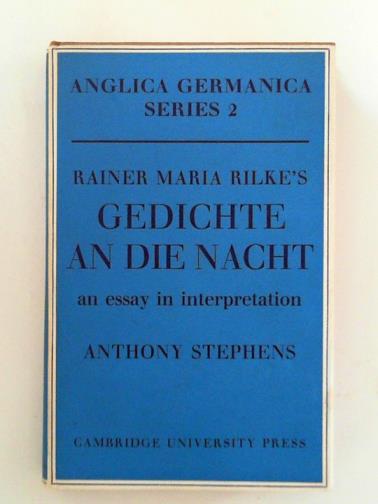 ANGLICA GERMANICA
SERIES 2
RAINER MARIA RILKE'S
GEDICHTE
AN DIE NACHT
an essay in interpretation
ANTHONY STEPHENS
CAMBRIDGE UNIVERSITY PRESS